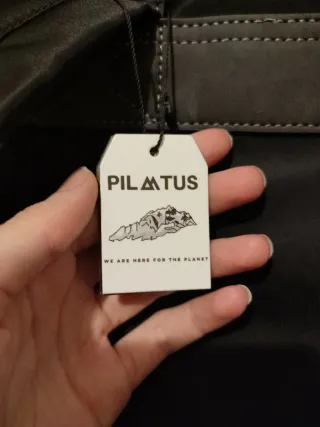 PILATUS
WE ARE HERE FOR THE PLANET